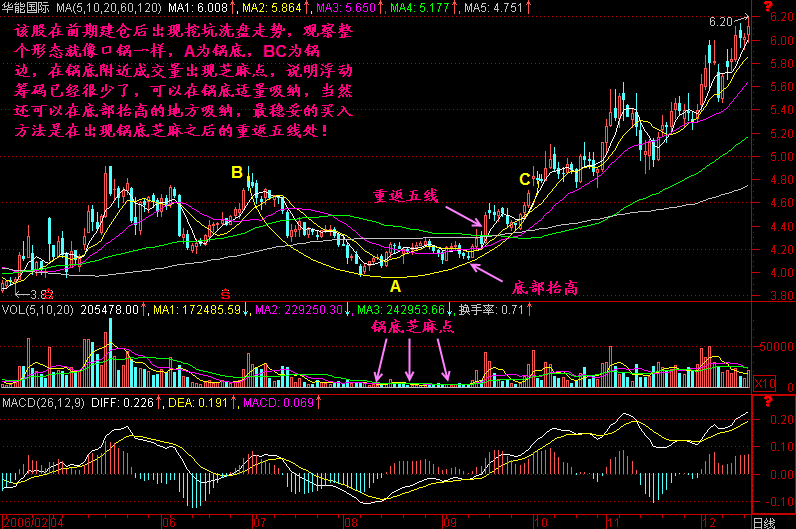 华能国际 MA(5,10,20,60,120) MA1: 6.008↑, MA2: 5.864↑, MA3: 5.650↑, MA4: 5.177↑, MA5: 4.751↑
该股在前期建仓后出现挖坑洗盘走势，观察整
个形态就像口锅一样，A为锅底，BC为锅
边，在锅底附近成交量出现芝麻点，说明浮动
筹码已经很少了，可以在锅底适量吸纳，当然
还可以在底部抬高的地方吸纳，最稳妥的买入
方法是在出现锅底芝麻之后的重返五线处！
6.20
6.20
6.00
5.80
5.60
5.40
5.20
5.00
4.80
4.60
4.40
4.20
4.00
3.80
B
C
重返五线
A
底部抬高
VOL(5,10,20) 205478.00↑, MA1: 172485.59↓, MA2: 229250.30↓, MA3: 242953.66↓, 换手率: 0.71↑
锅底芝麻点
50000
0
X10
MACD(26,12,9) DIFF: 0.226↑, DEA: 0.191↑, MACD: 0.069↑
0.20
0.10
0.00
-0.10
2006/02 04 06 07 08 09 10 11 12 日线